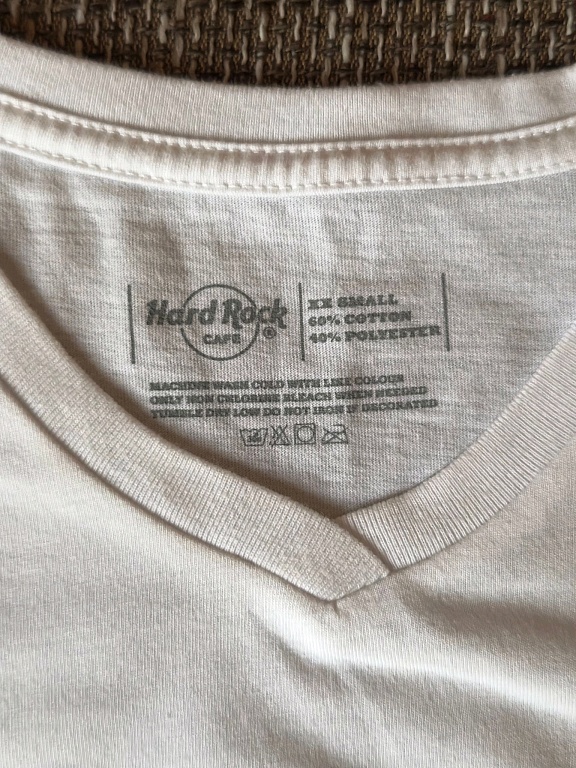 Hard Rock
CAFE ®
XX SMALL
60% COTTON
40% POLYESTER
MACHINE WASH COLD WITH LIKE COLOUR
ONLY NON CHLORINE BLEACH WHEN NEEDED
TUMBLE DRY LOW DO NOT IRON IF DECORATED